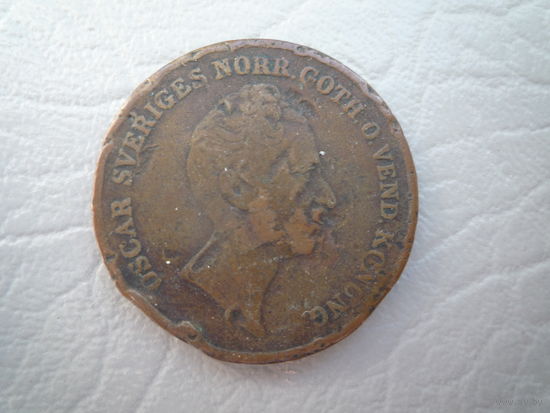 OSCAR SVERIGES NORR. GOTH. O. VEND. KONUNG.